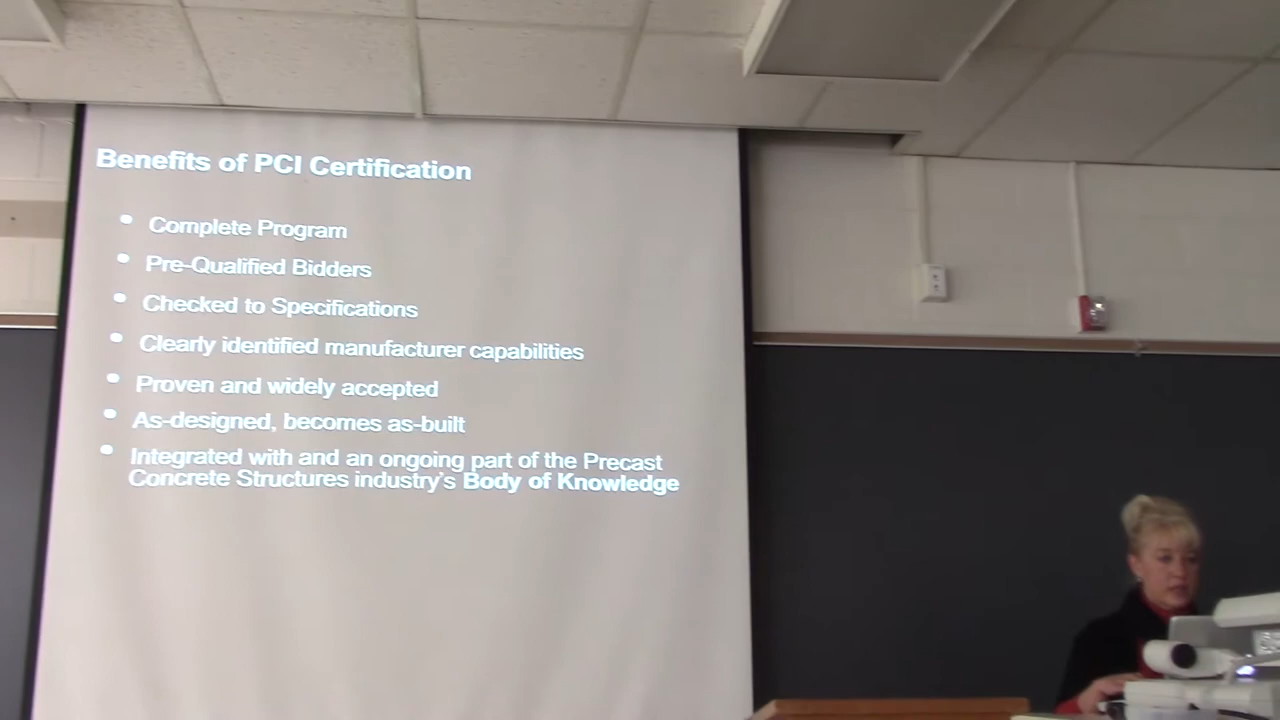 Benefits of PCI Certification
• Complete Program
• Pre-Qualified Bidders
• Checked to Specifications
• Clearly identified manufacturer capabilities
• Proven and widely accepted
• As-designed, becomes as-built
• Integrated with and an ongoing part of the Precast
Concrete Structures industry's Body of Knowledge